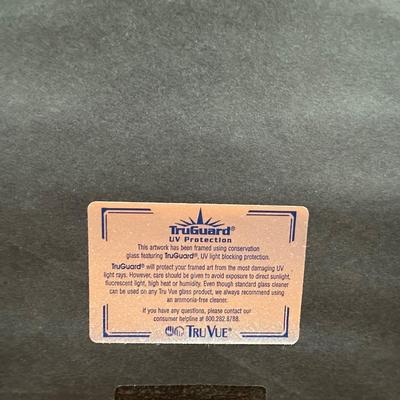 TruGuard®
UV Protection
This artwork has been framed using conservation
glass featuring TruGuard®, UV light blocking protection.
TruGuard® will protect your framed art from the most damaging UV
light rays. However, care should be given to avoid exposure to direct sunlight,
fluorescent light, high heat or humidity. Even though standard glass cleaner
can be used on any Tru Vue glass product, we always recommend using
an ammonia-free cleaner.
If you have any questions, please contact our
consumer helpline at 800.282.8788.
TRU VUE®